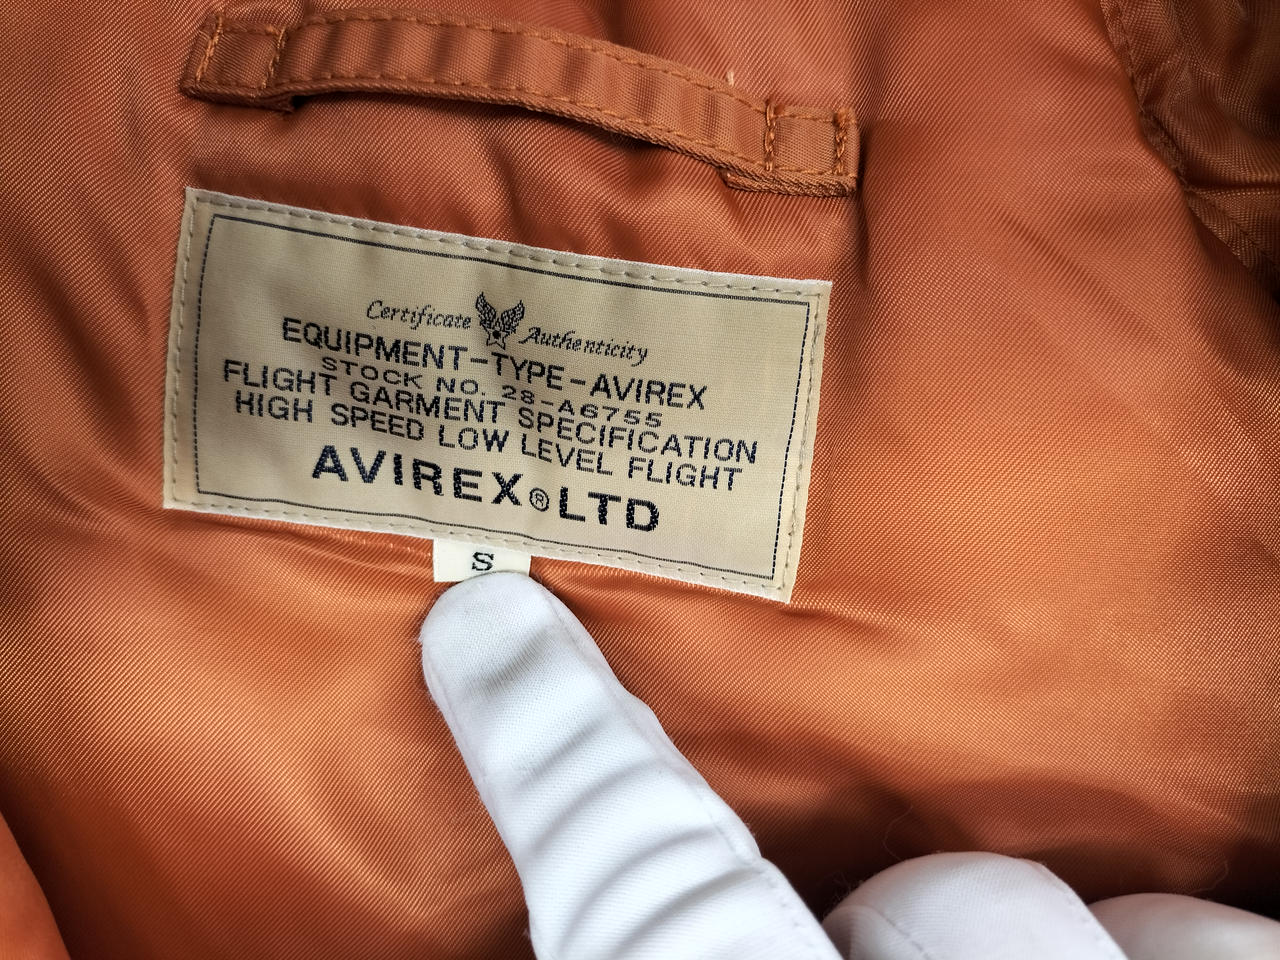 Certificate Authenticity
EQUIPMENT-TYPE-AVIREX
STOCK NO. 28-A6755
FLIGHT GARMENT SPECIFICATION
HIGH SPEED LOW LEVEL FLIGHT
AVIREX® LTD
S